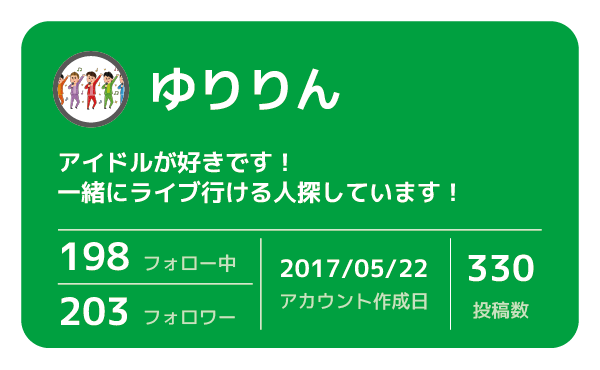 ゆりりん
アイドルが好きです！
一緒にライブ行ける人探しています！
198 フォロー中
203 フォロワー
2017/05/22
アカウント作成日
330
投稿数